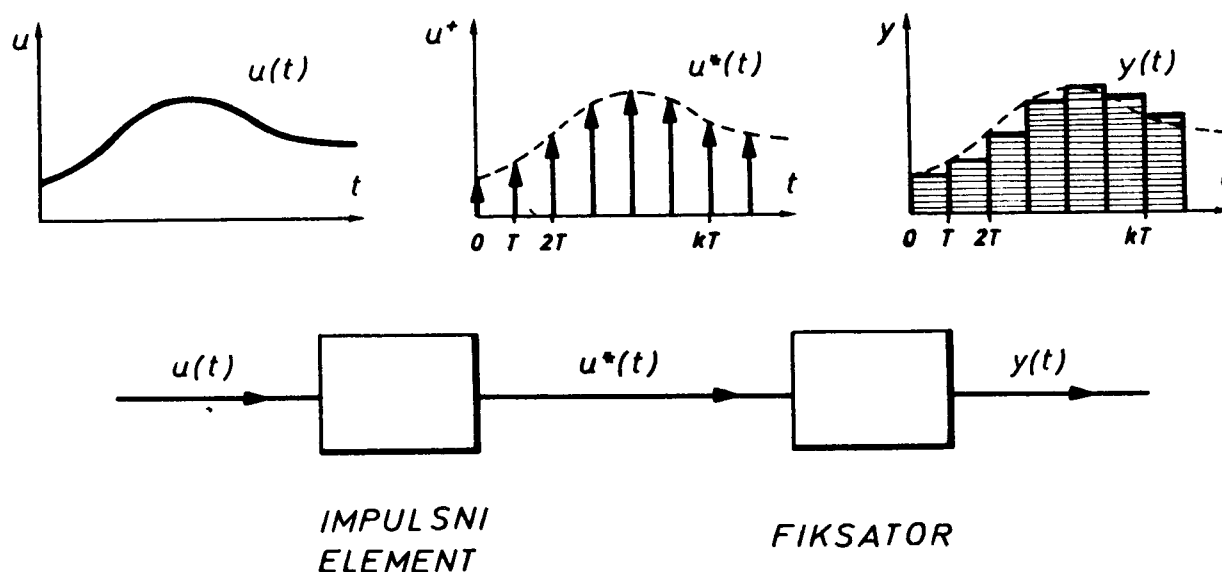 u
u(t)
t
u⁺
u*(t)
t
0 T 2T kT
y
y(t)
0 T 2T kT
u(t)
u*(t)
y(t)
IMPULSNI
ELEMENT
FIKSATOR